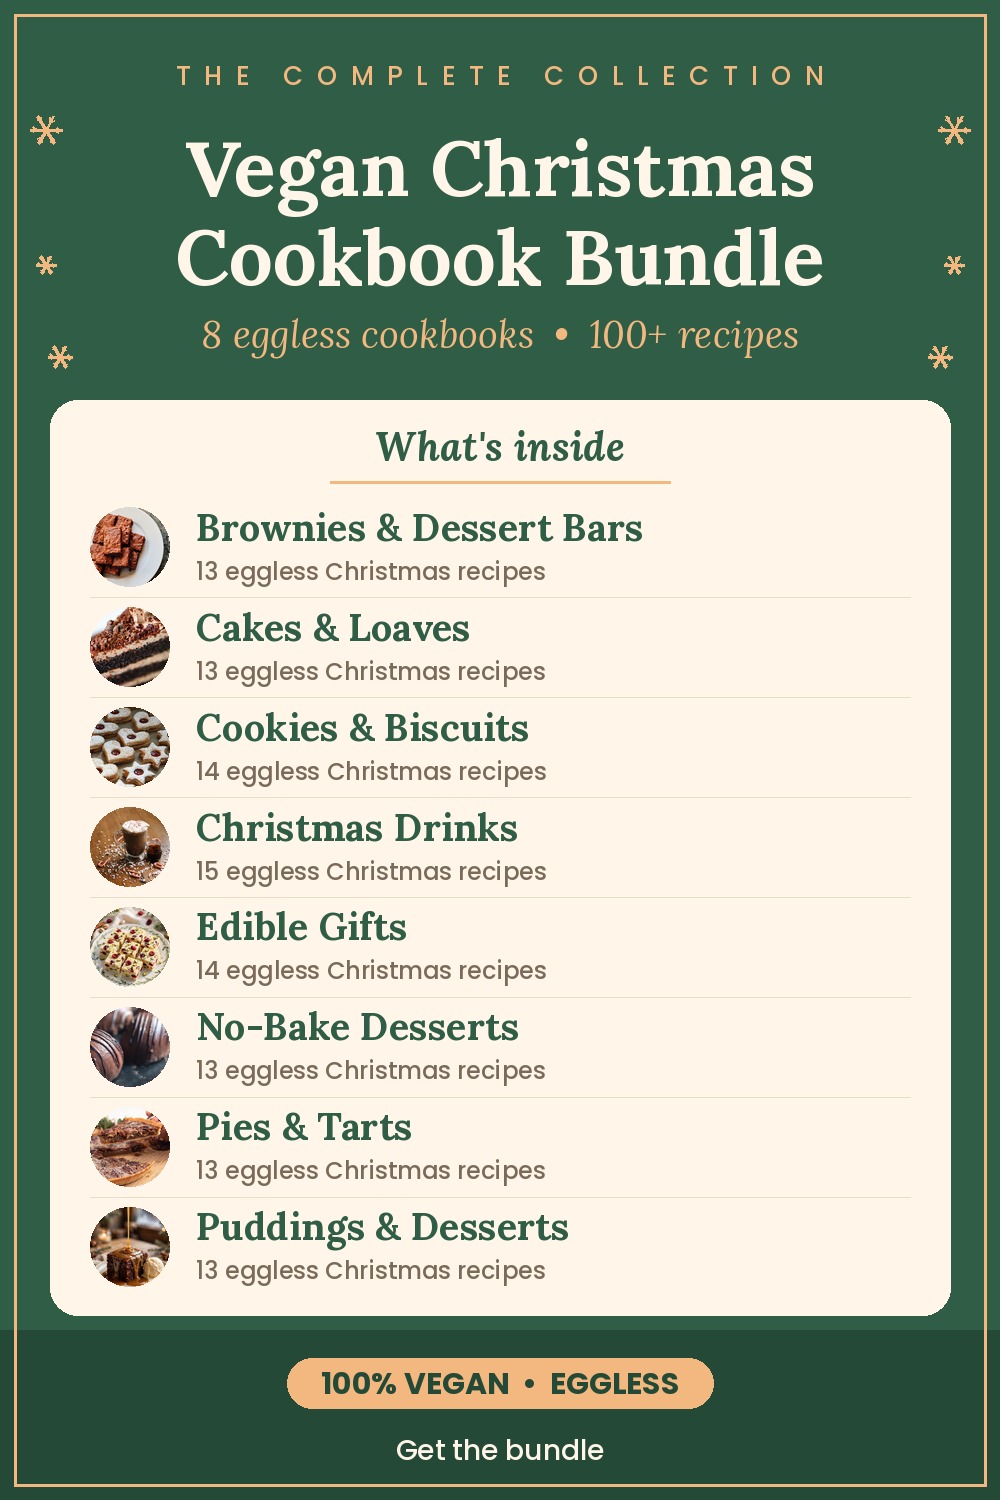 THE COMPLETE COLLECTION
Vegan Christmas
Cookbook Bundle
8 eggless cookbooks • 100+ recipes
What's inside
Brownies & Dessert Bars
13 eggless Christmas recipes
Cakes & Loaves
13 eggless Christmas recipes
Cookies & Biscuits
14 eggless Christmas recipes
Christmas Drinks
15 eggless Christmas recipes
Edible Gifts
14 eggless Christmas recipes
No-Bake Desserts
13 eggless Christmas recipes
Pies & Tarts
13 eggless Christmas recipes
Puddings & Desserts
13 eggless Christmas recipes
100% VEGAN • EGGLESS
Get the bundle